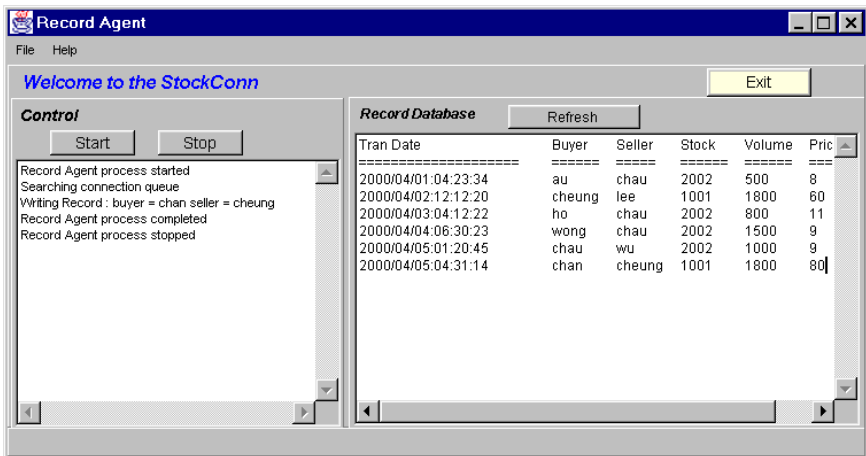 Record Agent
File Help
Welcome to the StockConn
Exit
Control
Start Stop
Record Agent process started
Searching connection queue
Writing Record : buyer = chan seller = cheung
Record Agent process completed
Record Agent process stopped
Record Database
Refresh
Tran Date Buyer Seller Stock Volume Pric
==================== ====== ===== ====== ====== ===
2000/04/01:04:23:34 au chau 2002 500 8
2000/04/02:12:12:20 cheung lee 1001 1800 60
2000/04/03:04:12:22 ho chau 2002 800 11
2000/04/04:06:30:23 wong chau 2002 1500 9
2000/04/05:01:20:45 chau wu 2002 1000 9
2000/04/05:04:31:14 chan cheung 1001 1800 80